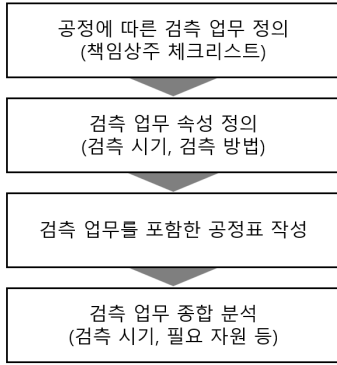 공정에 따른 검측 업무 정의
(책임상주 체크리스트)
검측 업무 속성 정의
(검측 시기, 검측 방법)
검측 업무를 포함한 공정표 작성
검측 업무 종합 분석
(검측 시기, 필요 자원 등)